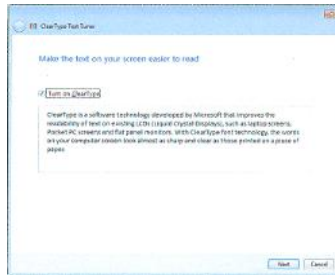 ClearType Text Tuner
Make the text on your screen easier to read
Turn on ClearType
ClearType is a software technology developed by Microsoft that improves the
readability of text on existing LCDs (Liquid Crystal Displays), such as laptop screens,
Pocket PC screens and flat panel monitors. With ClearType font technology, the words
on your computer screen look almost as sharp and clear as those printed on a piece of
paper.
Next Cancel